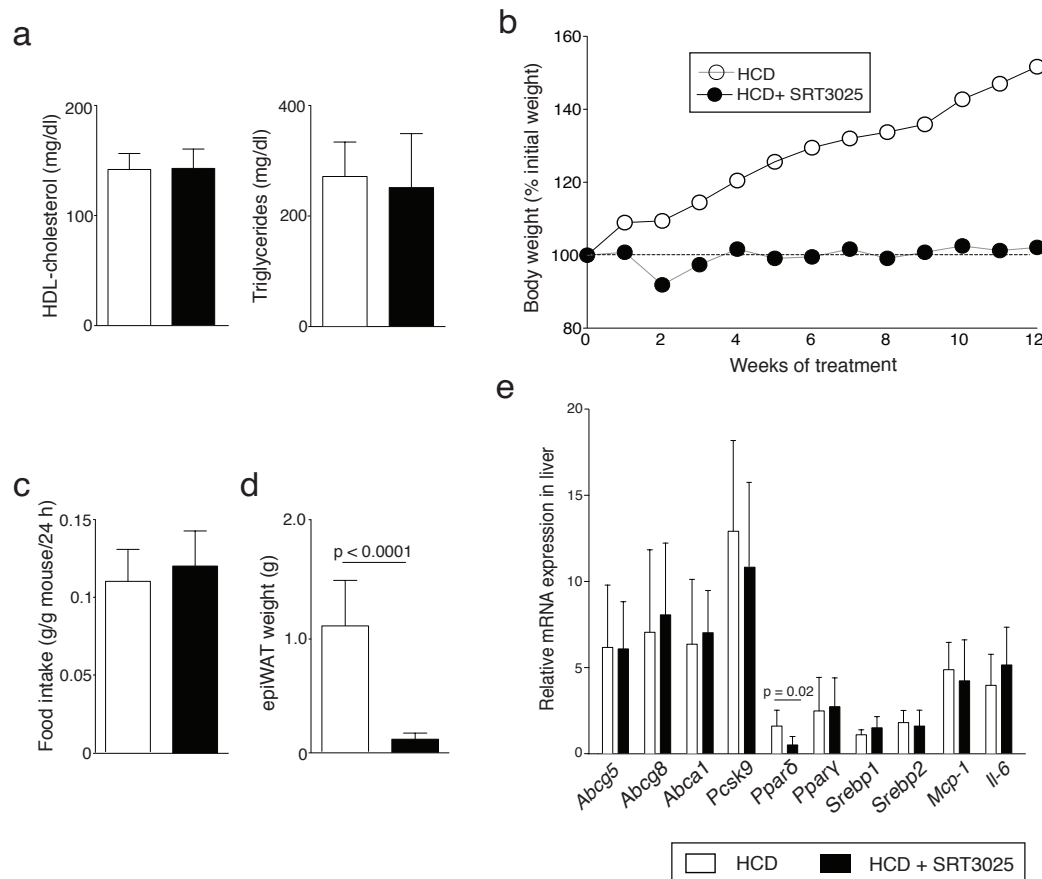 a
HDL-cholesterol (mg/dl)
200
100
0
Triglycerides (mg/dl)
400
200
0
b
Body weight (% initial weight)
160
140
120
100
80
HCD
HCD+ SRT3025
0 2 4 6 8 10 12
Weeks of treatment
c
Food intake (g/g mouse/24 h)
0.15
0.1
0.05
0
d
epiWAT weight (g)
2.0
1.0
0
p < 0.0001
e
Relative mRNA expression in liver
20
15
10
5
0
p = 0.02
Abcg5 Abcg8 Abca1 Pcsk9 Pparδ Pparγ Srebp1 Srebp2 Mcp-1 Il-6
HCD HCD + SRT3025